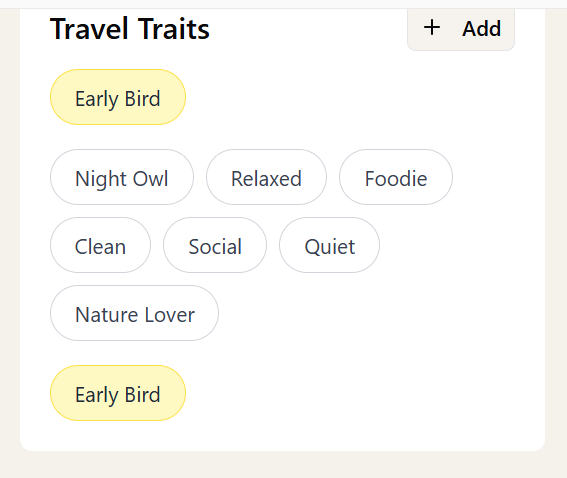 Travel Traits + Add
Early Bird
Night Owl Relaxed Foodie
Clean Social Quiet
Nature Lover
Early Bird